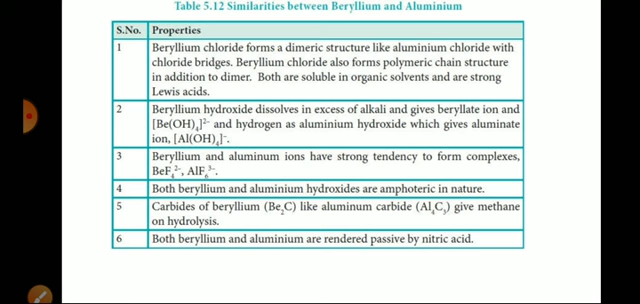 Table 5.12 Similarities between Beryllium and Aluminium
S.No. Properties
1 Beryllium chloride forms a dimeric structure like aluminium chloride with
chloride bridges. Beryllium chloride also forms polymeric chain structure
in addition to dimer. Both are soluble in organic solvents and are strong
Lewis acids.
2 Beryllium hydroxide dissolves in excess of alkali and gives beryllate ion and
[Be(OH)₄]²⁻ and hydrogen as aluminium hydroxide which gives aluminate
ion, [Al(OH)₄]⁻.
3 Beryllium and aluminum ions have strong tendency to form complexes,
BeF₄²⁻, AlF₆³⁻.
4 Both beryllium and aluminium hydroxides are amphoteric in nature.
5 Carbides of beryllium (Be₂C) like aluminum carbide (Al₄C₃) give methane
on hydrolysis.
6 Both beryllium and aluminium are rendered passive by nitric acid.